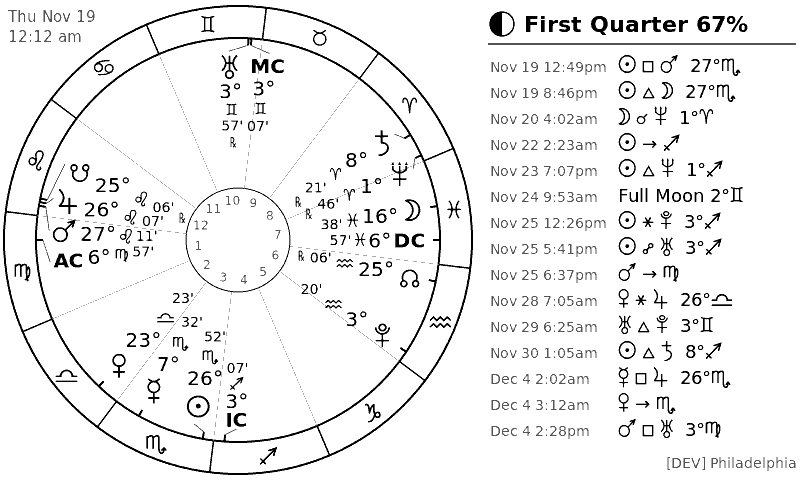 Thu Nov 19
12:12 am
First Quarter 67%
Nov 19 12:49pm ☉ □ ♂ 27°♏
Nov 19 8:46pm ☉ △ ☽ 27°♏
Nov 20 4:02am ☽ ☌ ♆ 1°♈
Nov 22 2:23am ☉ → ♐
Nov 23 7:07pm ☉ △ ♆ 1°♐
Nov 24 9:53am Full Moon 2°♊
Nov 25 12:26pm ☉ ⚹ ⯓ 3°♐
Nov 25 5:41pm ☉ ☍ ♅ 3°♐
Nov 25 6:37pm ♂ → ♍
Nov 28 7:05am ♀ ⚹ ♃ 26°♎
Nov 29 6:25am ♅ △ ⯓ 3°♊
Nov 30 1:05am ☉ △ ♄ 8°♐
Dec 4 2:02am ☿ □ ♃ 26°♏
Dec 4 3:12am ♀ → ♏
Dec 4 2:28pm ♂ □ ♅ 3°♍
[DEV] Philadelphia
♊
♉
♋
♈
♌
♓
♍
♒
♎
♑
♏
♐
♅ 3° ♊ 57' ℞
MC 3° ♊ 07'
♄ 8° ♈ 21' ℞
♆ 1° ♈ 46' ℞
☽ 16° ♓ 38'
DC 6° ♓ 57'
☊ 25° ♒ 06' ℞
⯓ 3° ♒ 20'
☋ 25° ♌ 06' ℞
♃ 26° ♌ 07'
♂ 27° ♌ 11'
AC 6° ♍ 57'
♀ 23° ♎ 23'
☿ 7° ♏ 32'
☉ 26° ♏ 52'
IC 3° ♐ 07'
1
2
3
4
5
6
7
8
9
10
11
12